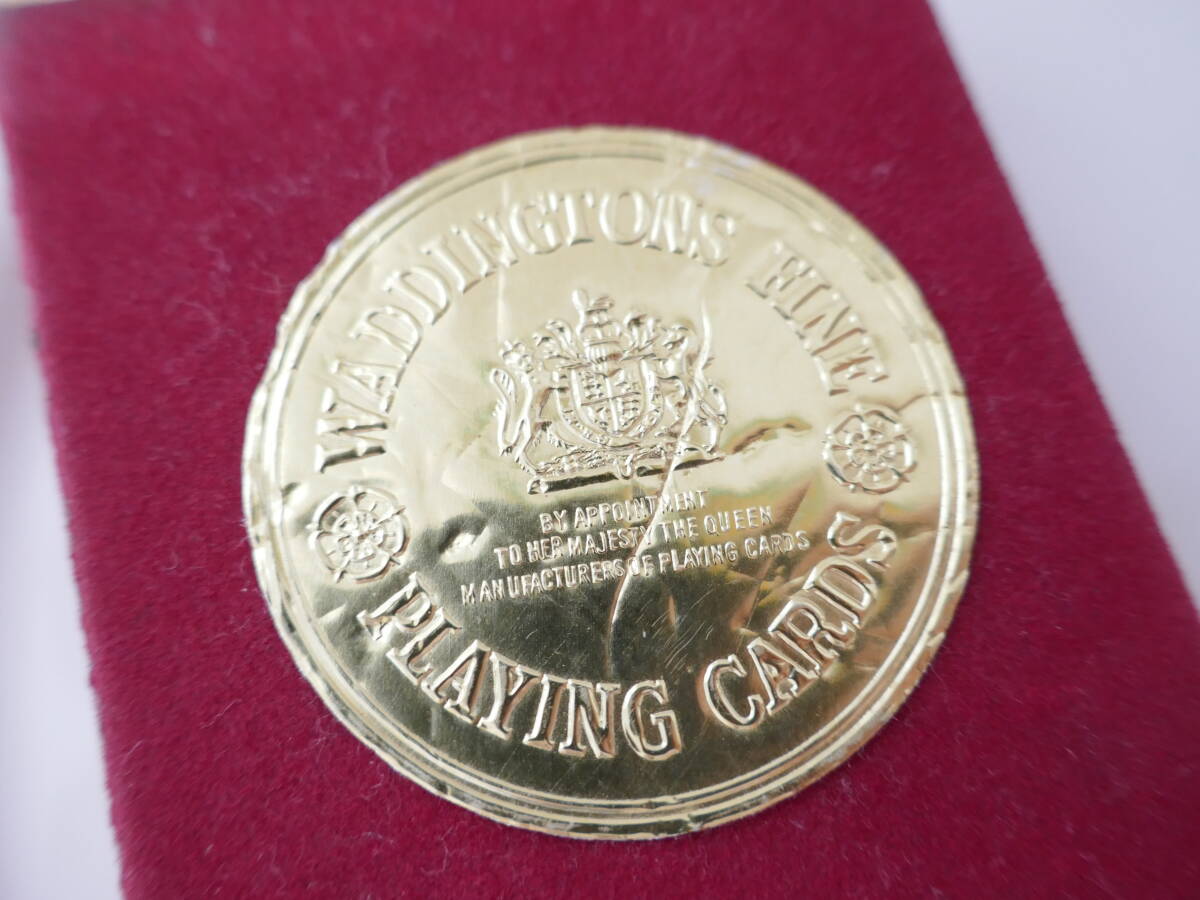 WADDINGTONS FINE
BY APPOINTMENT
TO HER MAJESTY THE QUEEN
MANUFACTURERS OF PLAYING CARDS
PLAYING CARDS